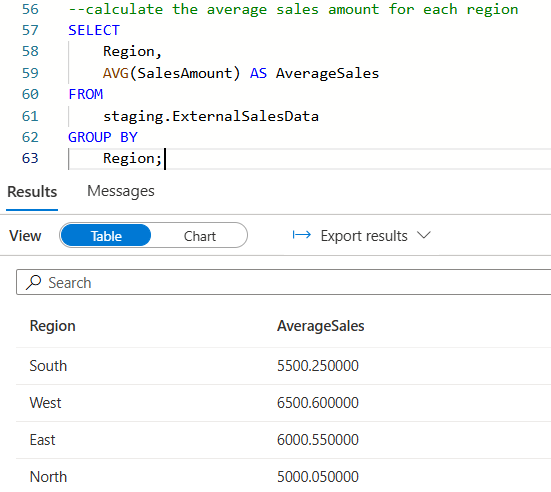 56 --calculate the average sales amount for each region
57 SELECT
58 Region,
59 AVG(SalesAmount) AS AverageSales
60 FROM
61 staging.ExternalSalesData
62 GROUP BY
63 Region;
Results Messages
View Table Chart Export results
Search
Region AverageSales
South 5500.250000
West 6500.600000
East 6000.550000
North 5000.050000